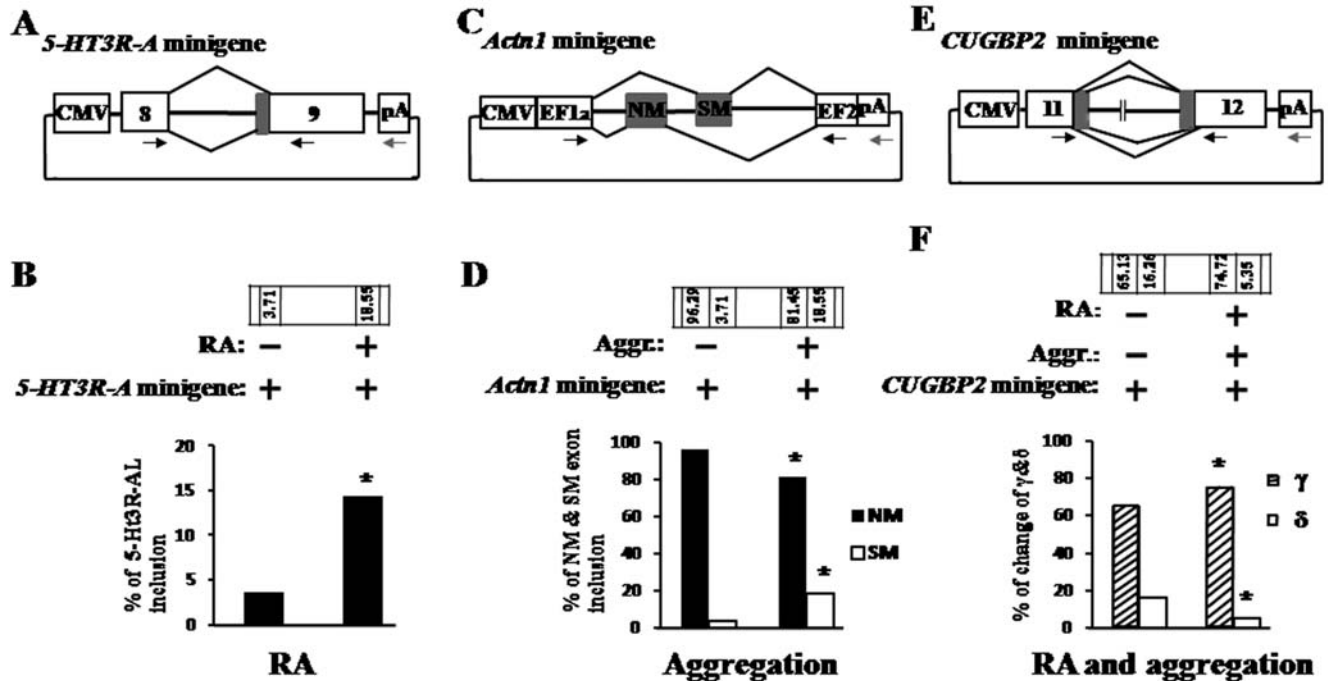 A
5-HT3R-A minigene
CMV 8 9 pA
B
3.71 18.55
RA: − +
5-HT3R-A minigene: + +
% of 5-Ht3R-AL inclusion
20
15
10
5
0
*
RA
C
Actn1 minigene
CMV EF1a NM SM EF2 pA
D
96.29 3.71 81.45 18.55
Aggr.: − +
Actn1 minigene: + +
% of NM & SM exon inclusion
100
80
60
40
20
0
*
*
NM
SM
Aggregation
E
CUGBP2 minigene
CMV 11 12 pA
F
65.13 16.26 74.72 5.35
RA: − +
Aggr.: − +
CUGBP2 minigene: + +
% of change of γ&δ
100
80
60
40
20
0
*
*
γ
δ
RA and aggregation